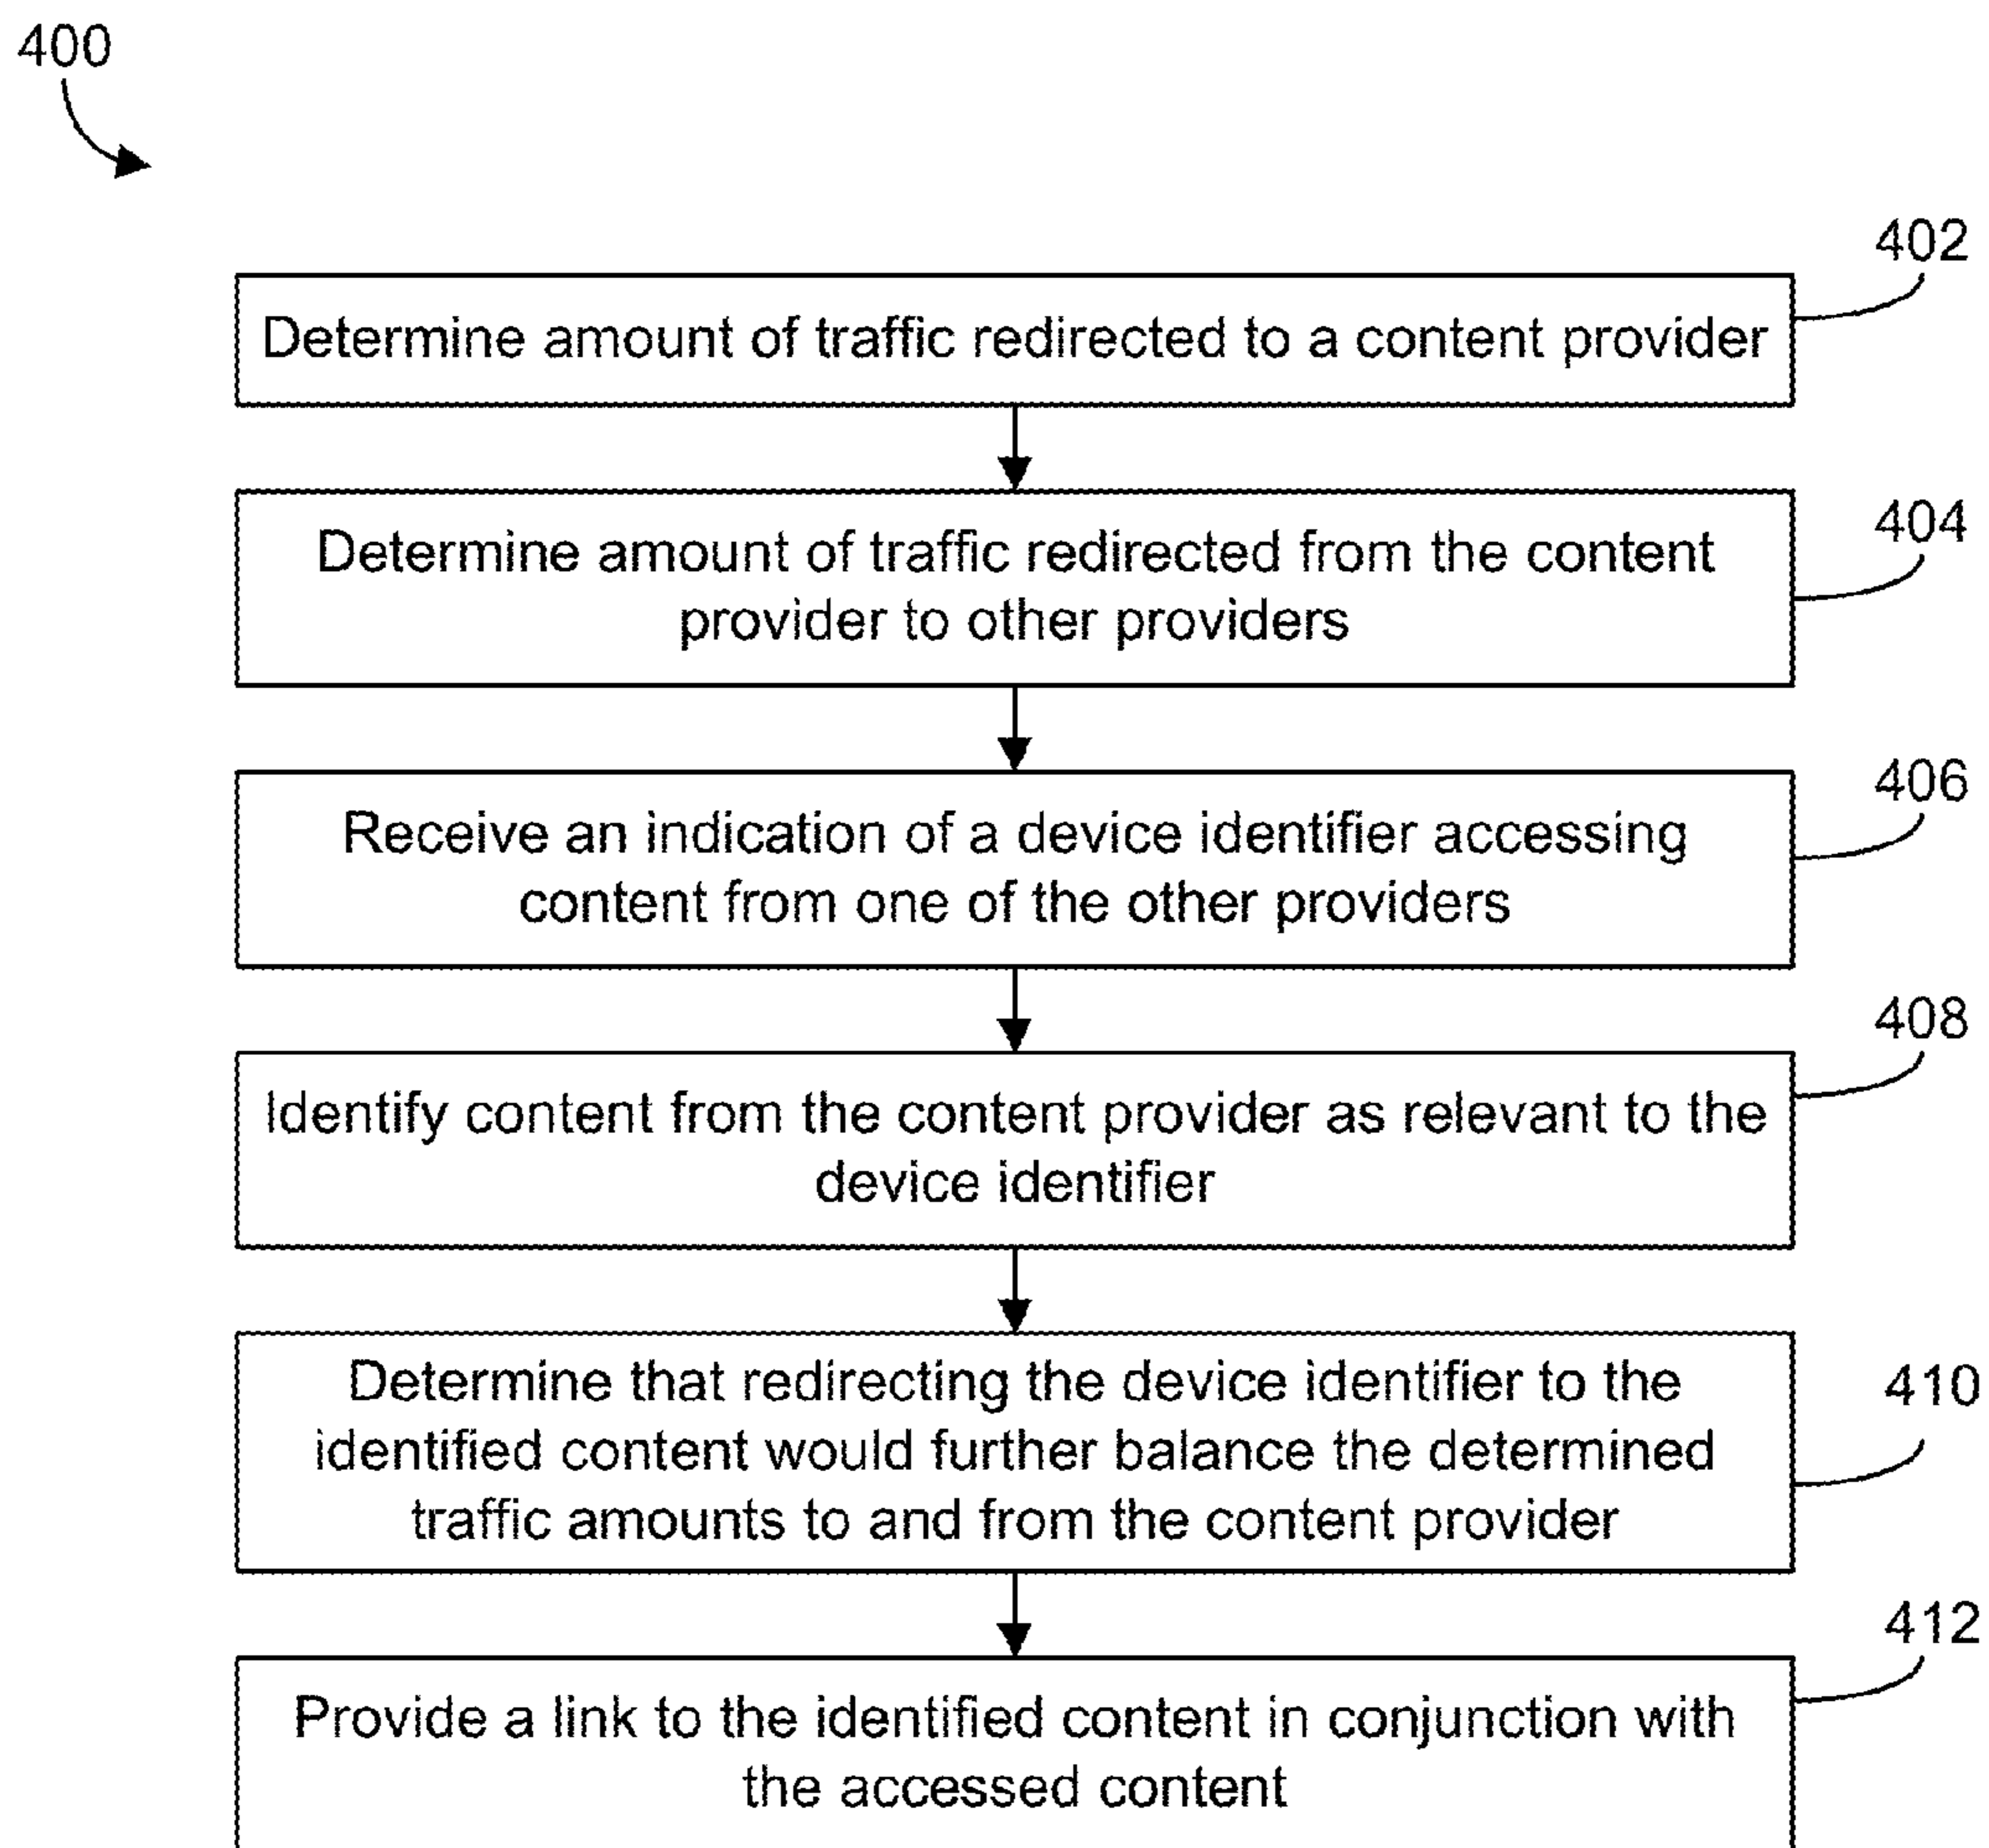 400
402
Determine amount of traffic redirected to a content provider
404
Determine amount of traffic redirected from the content
provider to other providers
406
Receive an indication of a device identifier accessing
content from one of the other providers
408
Identify content from the content provider as relevant to the
device identifier
410
Determine that redirecting the device identifier to the
identified content would further balance the determined
traffic amounts to and from the content provider
412
Provide a link to the identified content in conjunction with
the accessed content